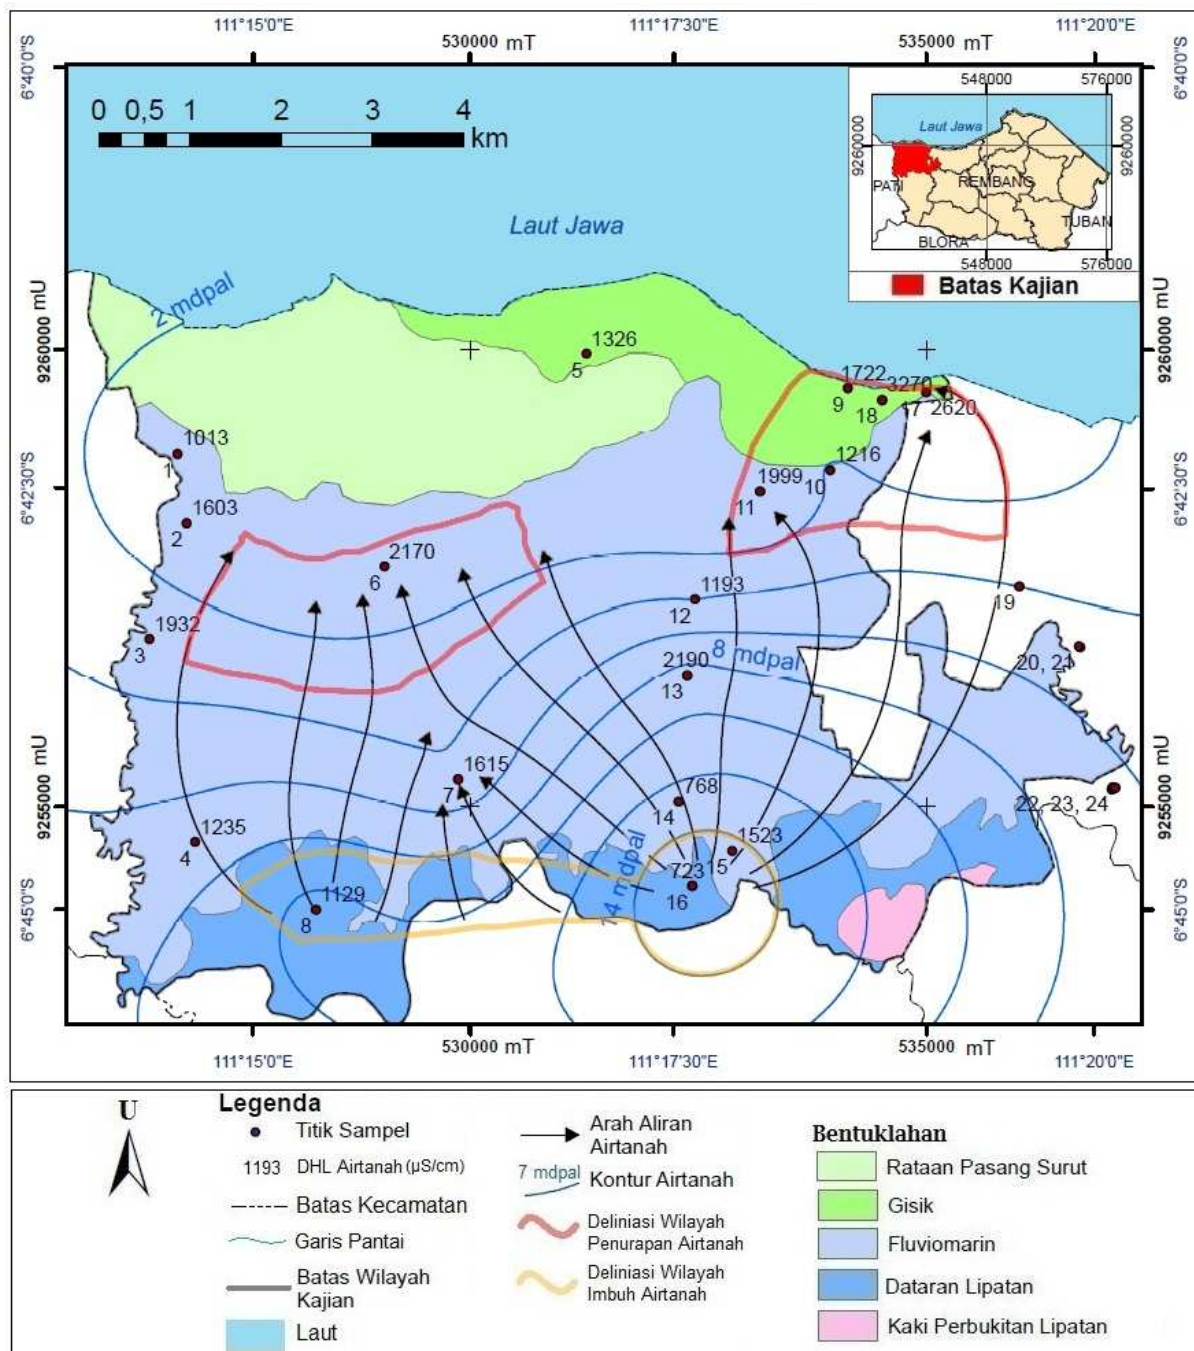 111°15'0"E
111°17'30"E
111°20'0"E
530000 mT
535000 mT
6°40'0"S
6°40'0"S
0 0,5 1 2 3 4
km
548000
576000
Laut Jawa
9260000
9260000
PATI
REMBANG
TUBAN
BLORA
548000
576000
Batas Kajian
Laut Jawa
2 mdpal
9260000 mU
9260000
1326
5
1722
9
3270
18
17
2620
1013
1
1216
10
1999
11
6°42'30"S
6°42'30"S
1603
2
2170
6
1193
12
19
1932
3
8 mdpal
2190
13
20, 21
9255000 mU
9255000
1615
7
768
14
22, 23, 24
1235
4
1523
15
14 mdpal
723
16
1129
8
6°45'0"S
6°45'0"S
530000 mT
535000 mT
111°15'0"E
111°17'30"E
111°20'0"E
U
Legenda
Titik Sampel
1193 DHL Airtanah (µS/cm)
Batas Kecamatan
Garis Pantai
Batas Wilayah
Kajian
Laut
Arah Aliran
Airtanah
7 mdpal Kontur Airtanah
Deliniasi Wilayah
Penurapan Airtanah
Deliniasi Wilayah
Imbuh Airtanah
Bentuklahan
Rataan Pasang Surut
Gisik
Fluviomarin
Dataran Lipatan
Kaki Perbukitan Lipatan